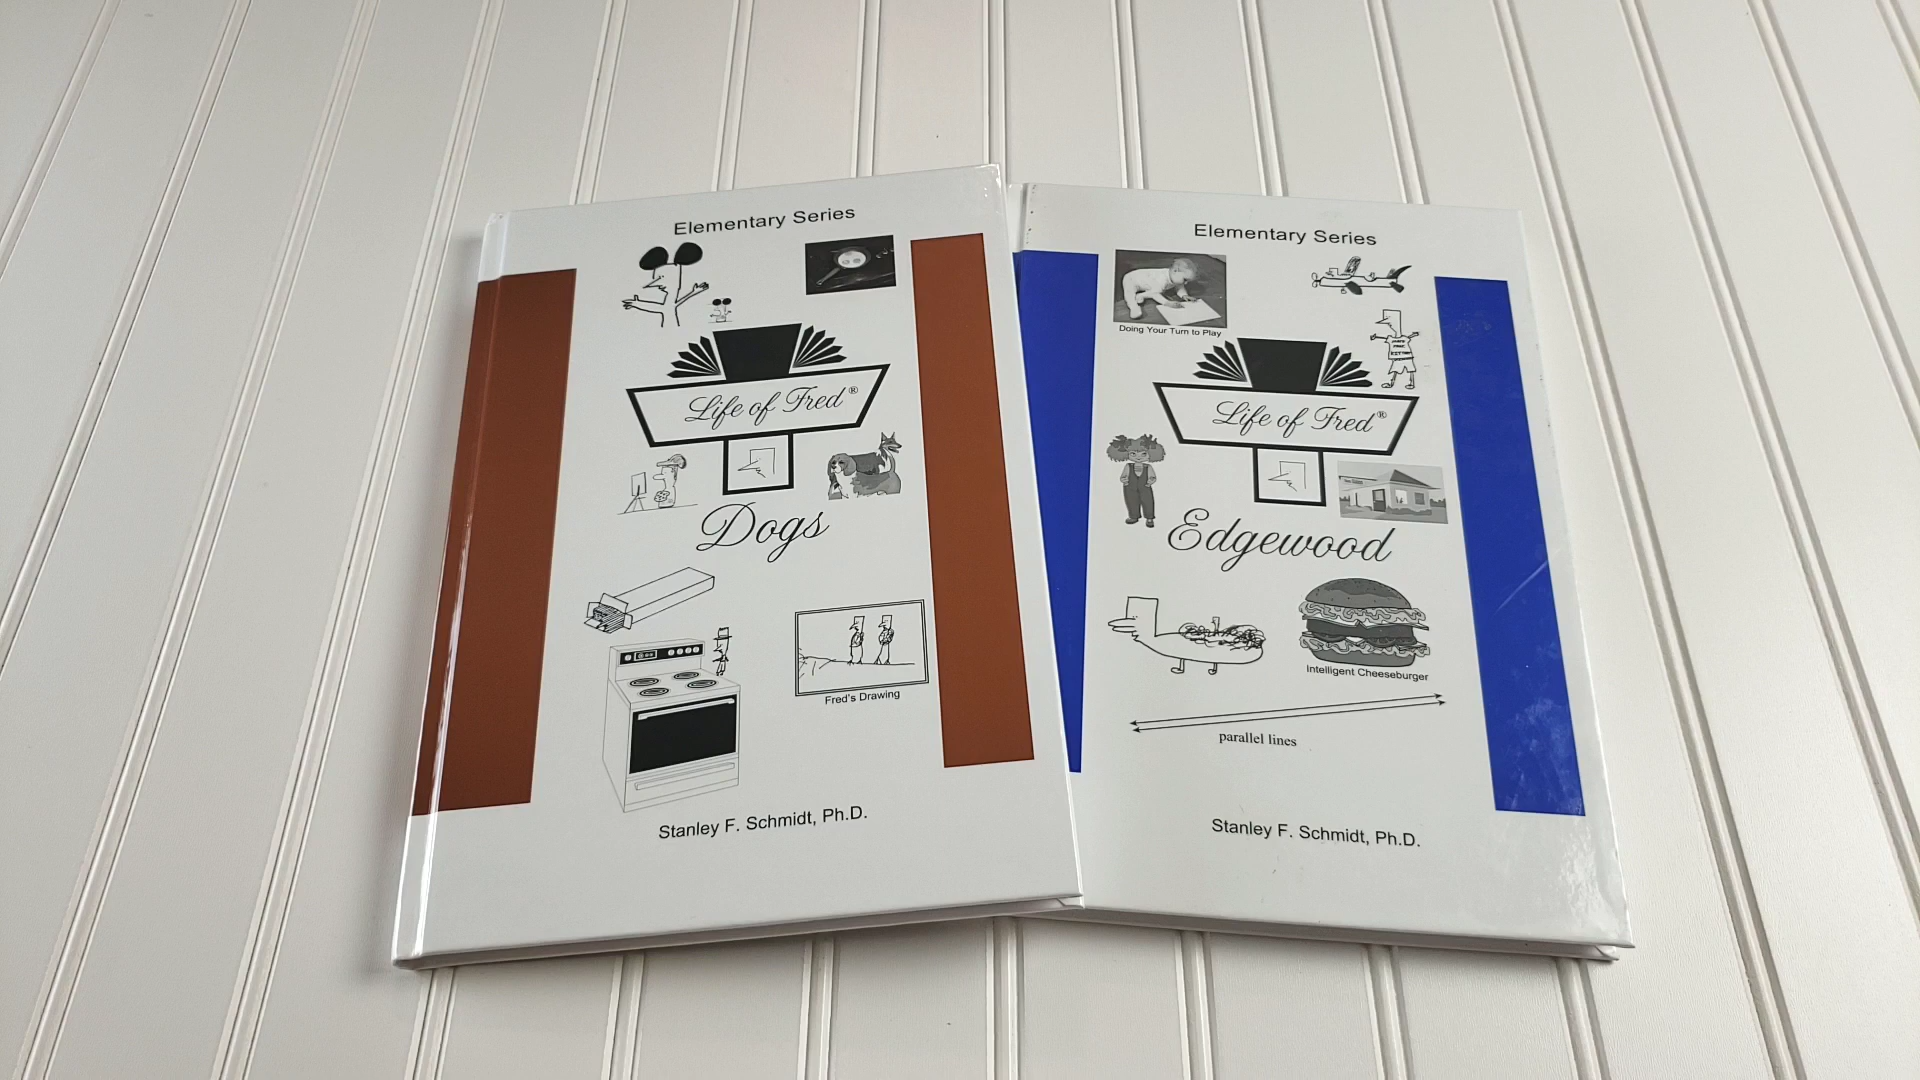 Elementary Series
Life of Fred®
Dogs
Fred's Drawing
Stanley F. Schmidt, Ph.D.
Elementary Series
Doing Your Turn to Play
Life of Fred®
Edgewood
Intelligent Cheeseburger
parallel lines
Stanley F. Schmidt, Ph.D.